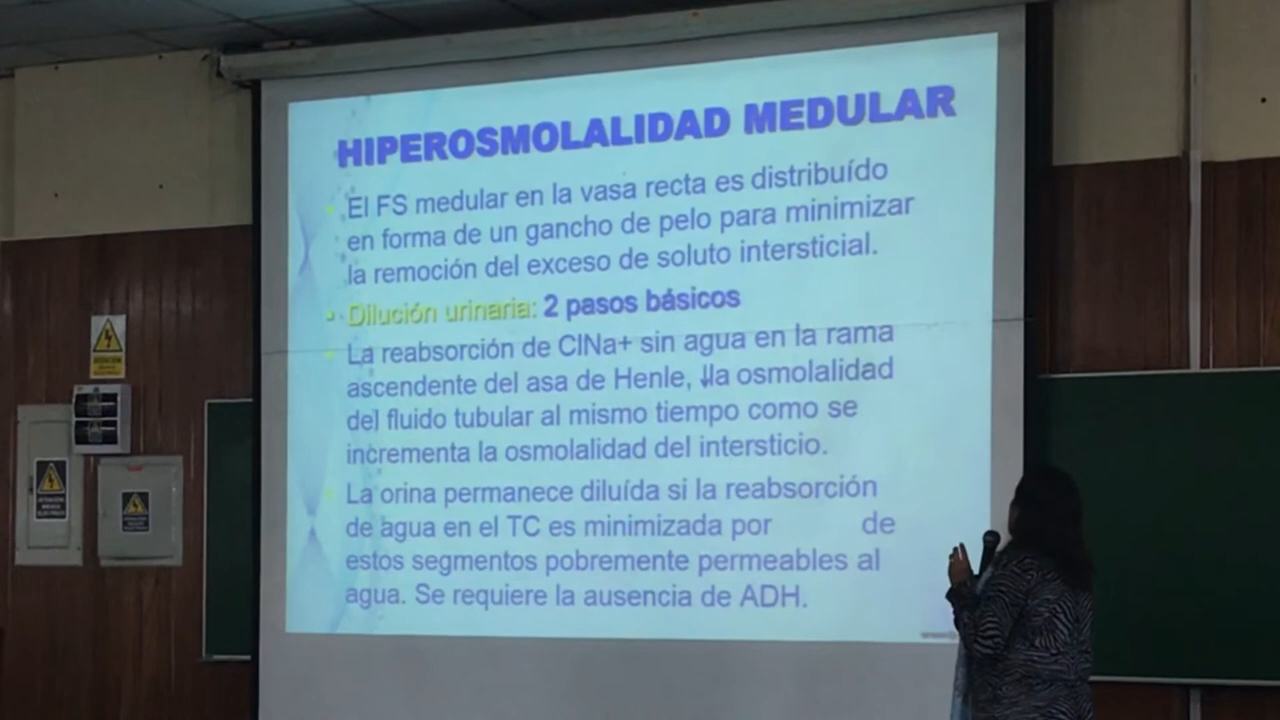 HIPEROSMOLALIDAD MEDULAR
El FS medular en la vasa recta es distribuído
en forma de un gancho de pelo para minimizar
la remoción del exceso de soluto intersticial.
Dilución urinaria: 2 pasos básicos
La reabsorción de ClNa+ sin agua en la rama
ascendente del asa de Henle, ↓la osmolalidad
del fluido tubular al mismo tiempo como se
incrementa la osmolalidad del intersticio.
La orina permanece diluída si la reabsorción
de agua en el TC es minimizada por de
estos segmentos pobremente permeables al
agua. Se requiere la ausencia de ADH.